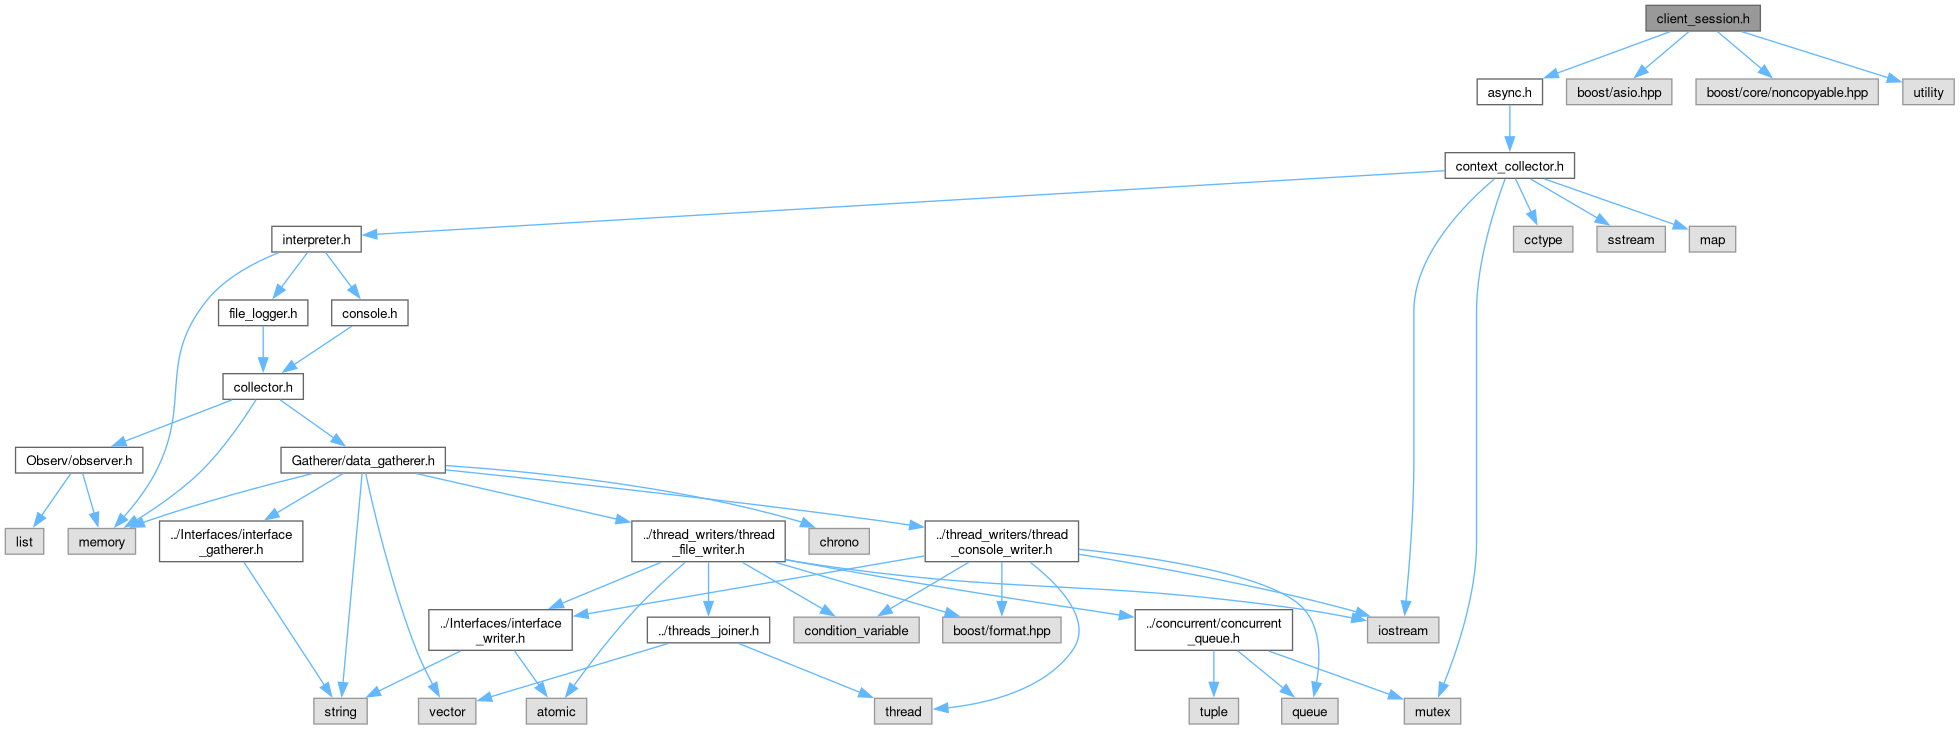 client_session.h
async.h
boost/asio.hpp
boost/core/noncopyable.hpp
utility
context_collector.h
interpreter.h
cctype
sstream
map
file_logger.h
console.h
collector.h
Observ/observer.h
Gatherer/data_gatherer.h
list
memory
../Interfaces/interface
_gatherer.h
../thread_writers/thread
_file_writer.h
chrono
../thread_writers/thread
_console_writer.h
../Interfaces/interface
_writer.h
../threads_joiner.h
condition_variable
boost/format.hpp
../concurrent/concurrent
_queue.h
iostream
string
vector
atomic
thread
tuple
queue
mutex